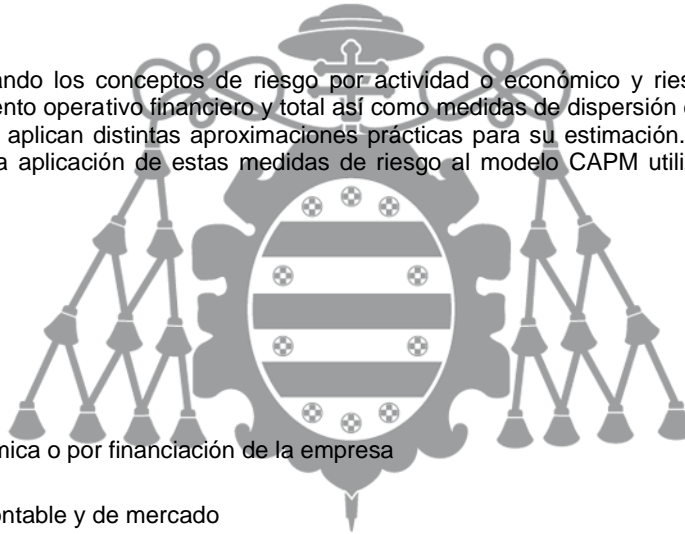 ando los conceptos de riesgo por actividad o económico y ries
ento operativo financiero y total así como medidas de dispersión
aplican distintas aproximaciones prácticas para su estimación.
a aplicación de estas medidas de riesgo al modelo CAPM utiliz
mica o por financiación de la empresa
ontable y de mercado